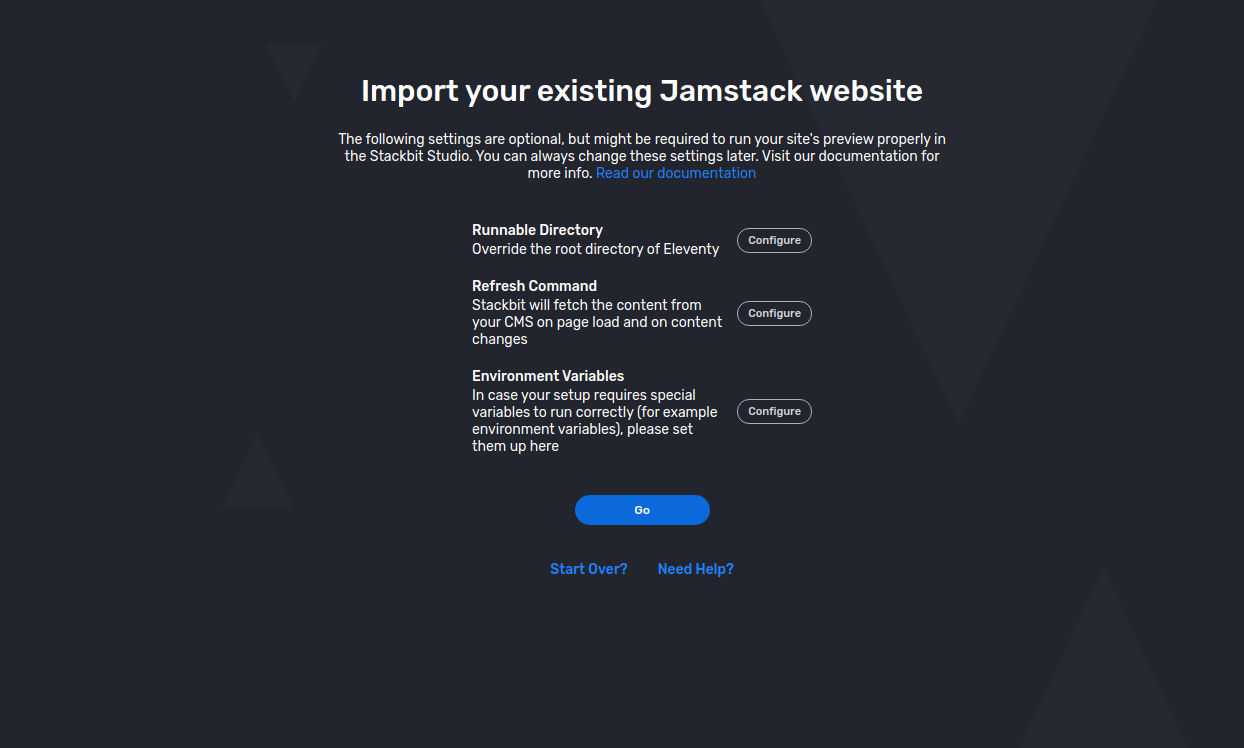 Import your existing Jamstack website
The following settings are optional, but might be required to run your site's preview properly in
the Stackbit Studio. You can always change these settings later. Visit our documentation for
more info. Read our documentation
Runnable Directory
Override the root directory of Eleventy
Configure
Refresh Command
Stackbit will fetch the content from
your CMS on page load and on content
changes
Configure
Environment Variables
In case your setup requires special
variables to run correctly (for example
environment variables), please set
them up here
Configure
Go
Start Over? Need Help?